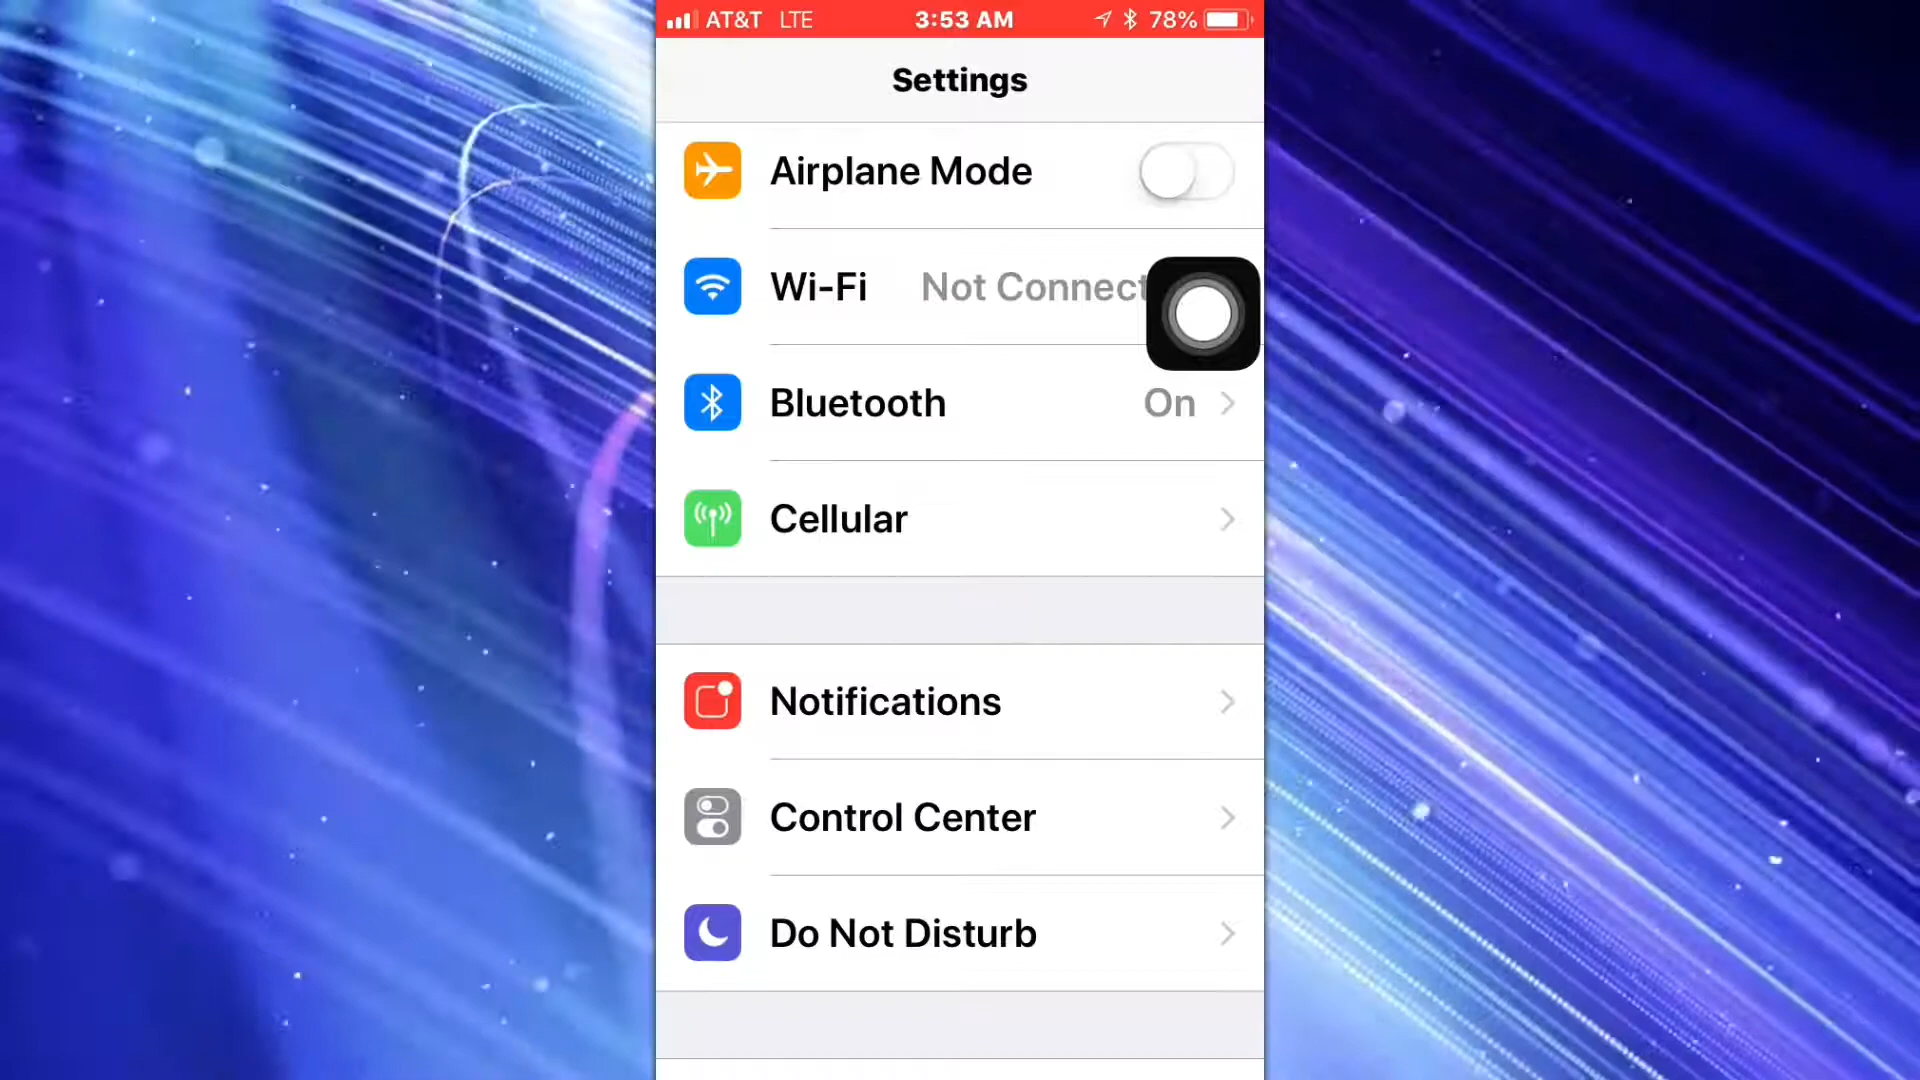 AT&T LTE 3:53 AM 78%
Settings
Airplane Mode
Wi-Fi Not Connect
Bluetooth On
Cellular
Notifications
Control Center
Do Not Disturb